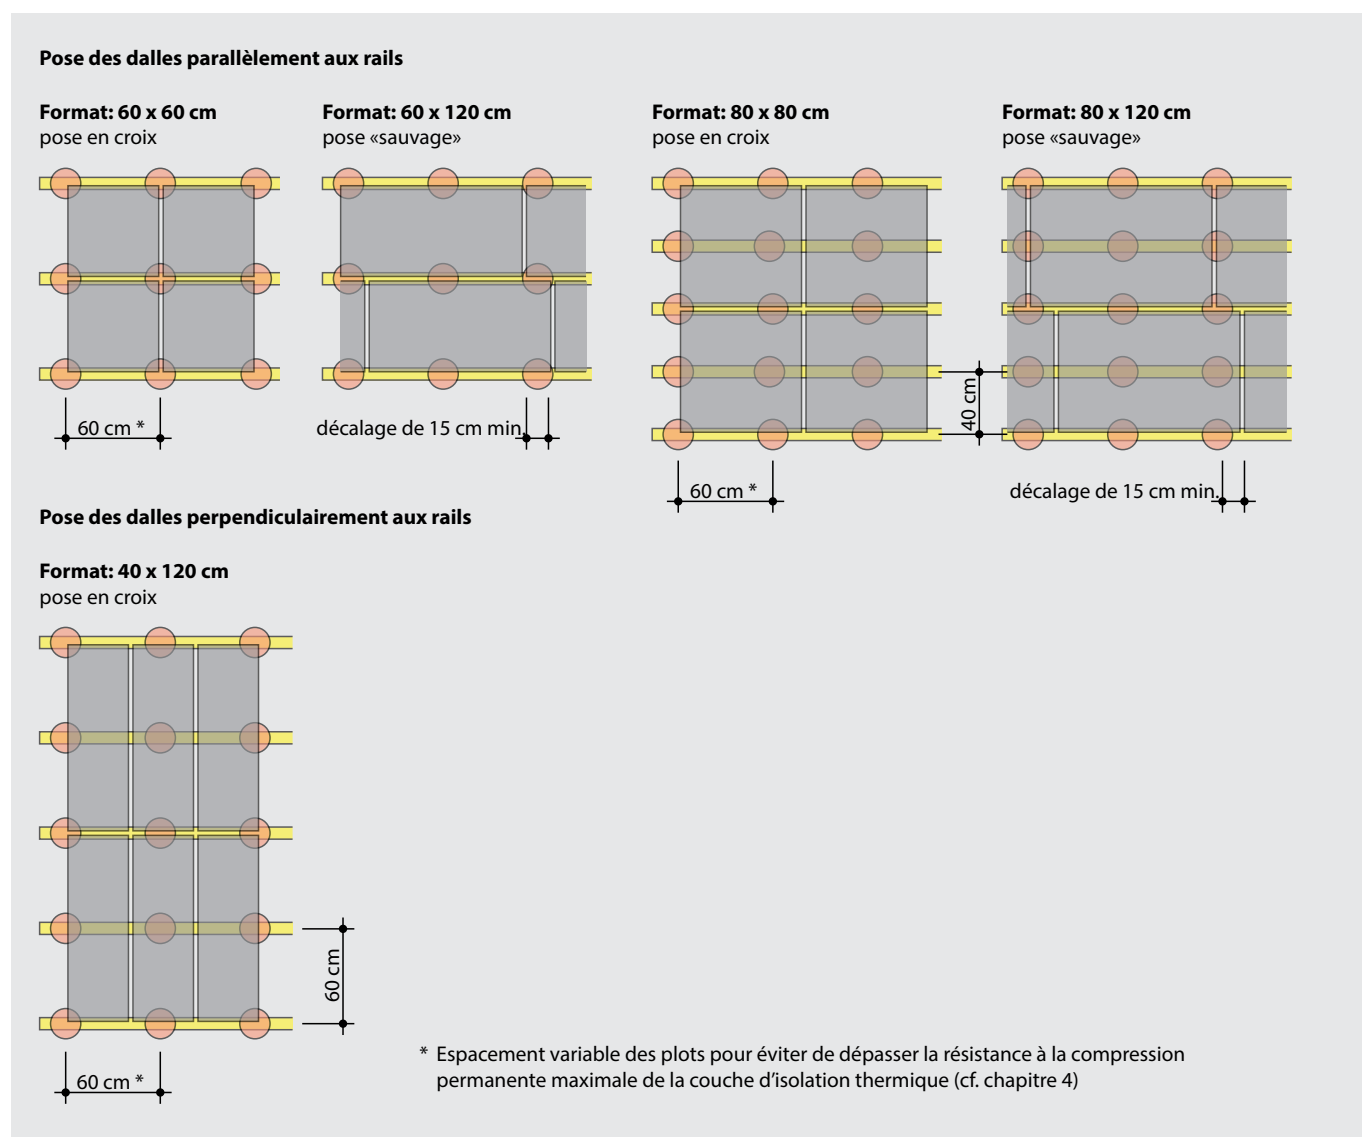 Pose des dalles parallèlement aux rails
Format: 60 x 60 cm
pose en croix
Format: 60 x 120 cm
pose «sauvage»
Format: 80 x 80 cm
pose en croix
Format: 80 x 120 cm
pose «sauvage»
60 cm *
décalage de 15 cm min.
60 cm *
40 cm
décalage de 15 cm min.
Pose des dalles perpendiculairement aux rails
Format: 40 x 120 cm
pose en croix
60 cm
60 cm *
* Espacement variable des plots pour éviter de dépasser la résistance à la compression
permanente maximale de la couche d’isolation thermique (cf. chapitre 4)